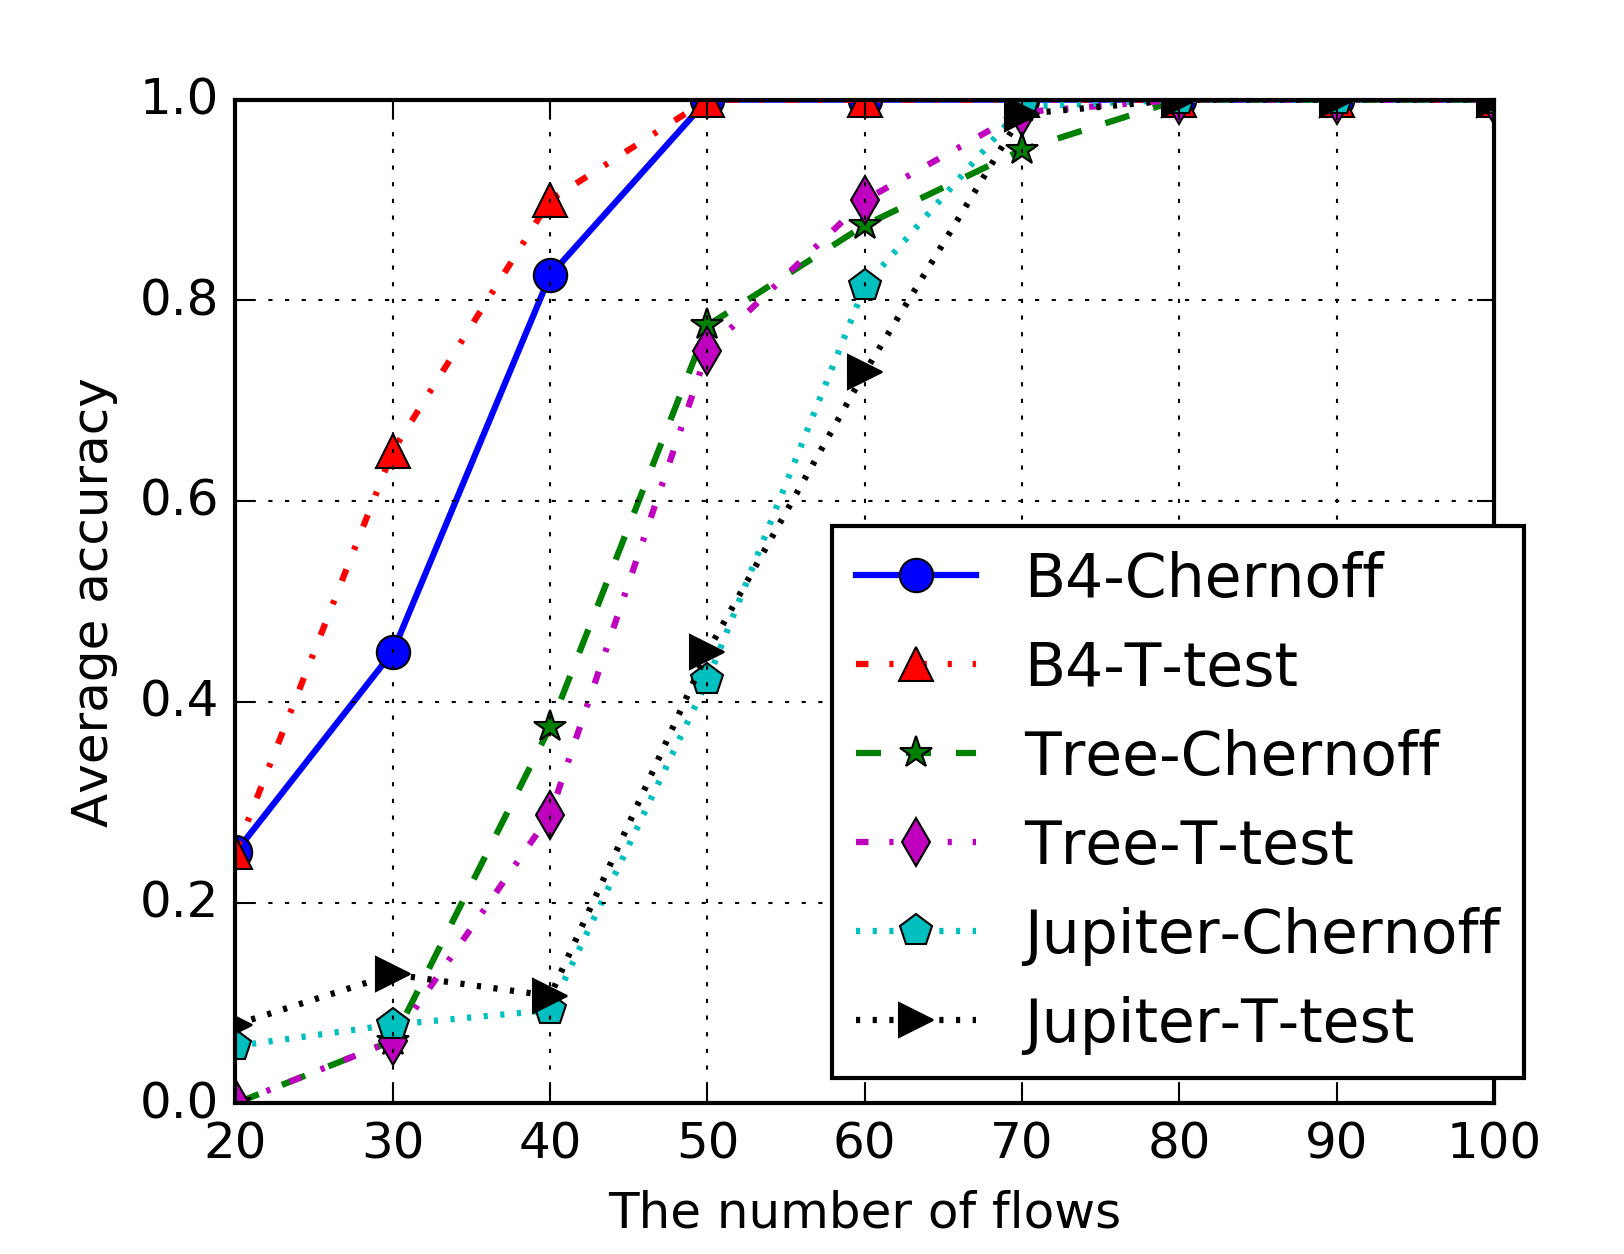 1.0
0.8
0.6
0.4
0.2
0.0
Average accuracy
B4-Chernoff
B4-T-test
Tree-Chernoff
Tree-T-test
Jupiter-Chernoff
Jupiter-T-test
20 30 40 50 60 70 80 90 100
The number of flows